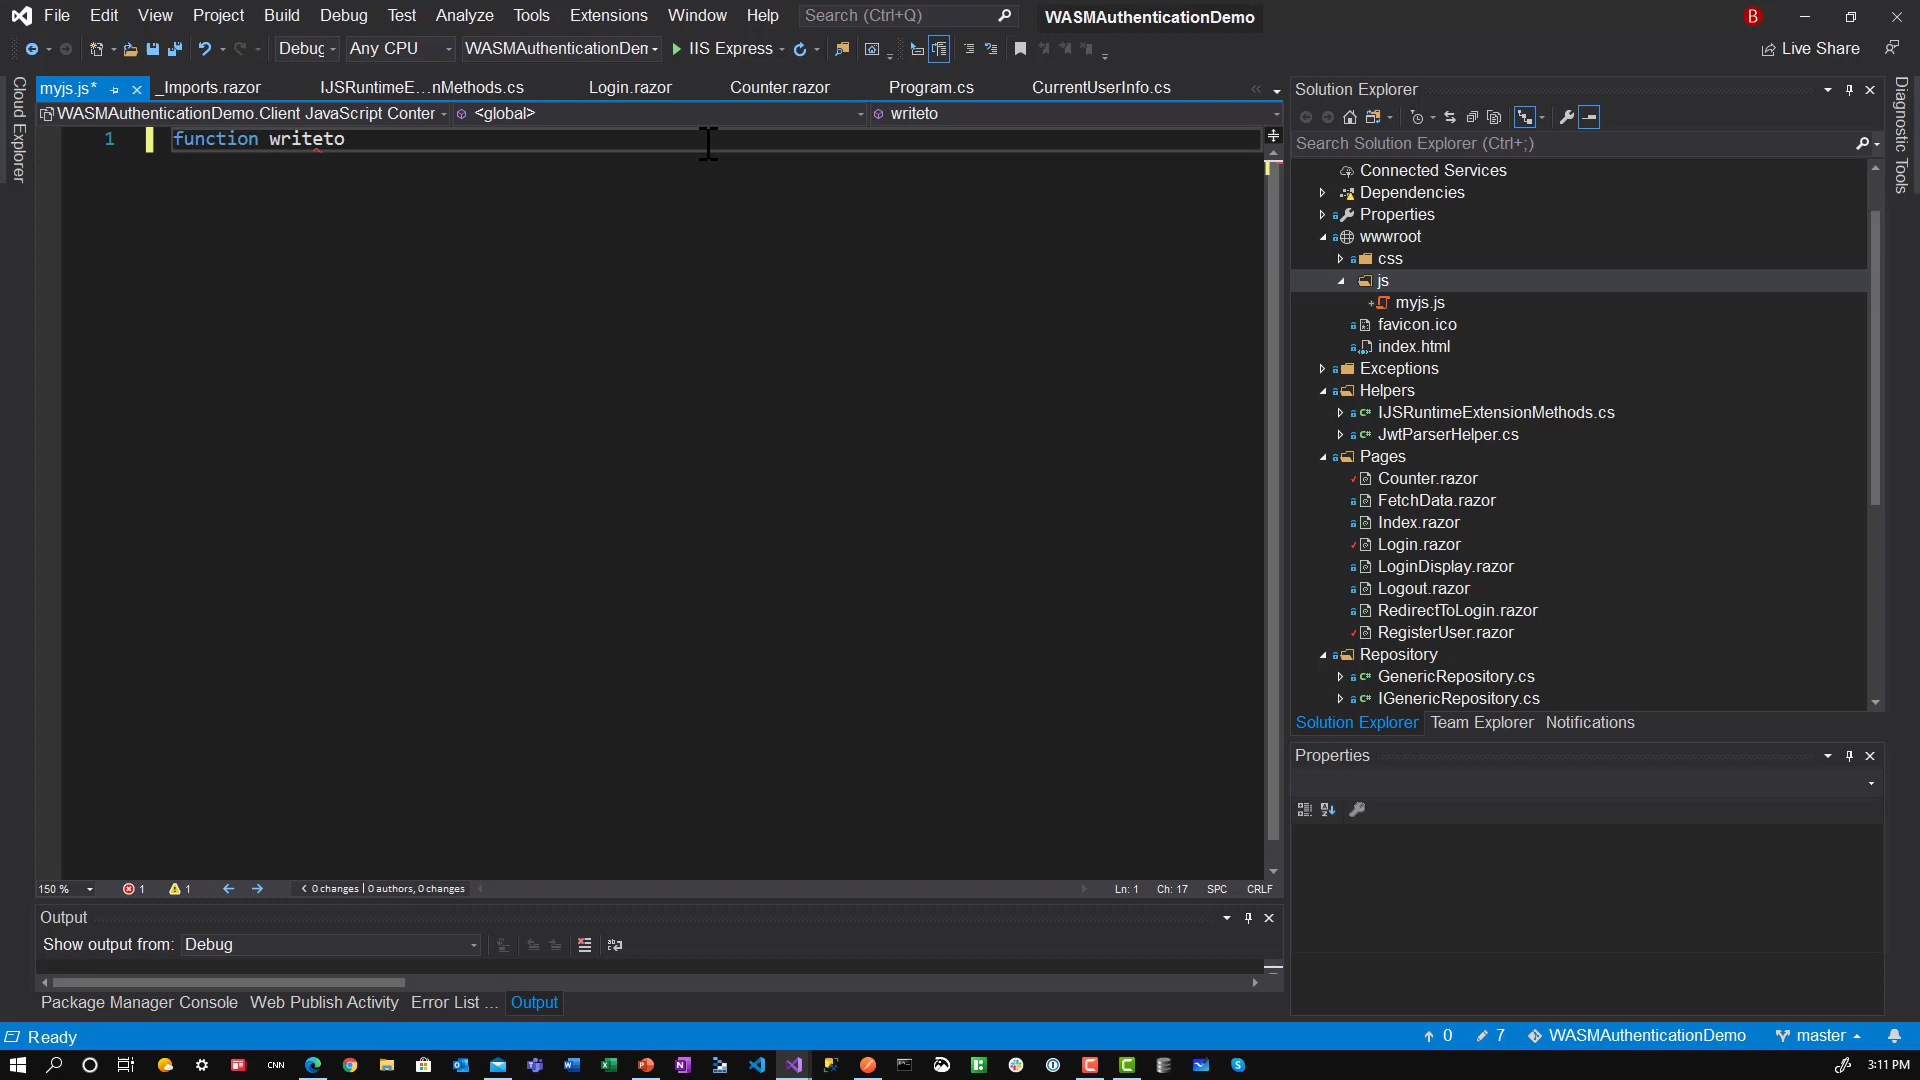 File Edit View Project Build Debug Test Analyze Tools Extensions Window Help Search (Ctrl+Q) WASMAuthenticationDemo B
Debug Any CPU WASMAuthenticationDem IIS Express Live Share
Cloud Explorer
myjs.js* _Imports.razor IJSRuntimeE...nMethods.cs Login.razor Counter.razor Program.cs CurrentUserInfo.cs
WASMAuthenticationDemo.Client JavaScript Conter <global> writeto
1 function writeto
150 % 1 1 0 changes | 0 authors, 0 changes Ln: 1 Ch: 17 SPC CRLF
Output
Show output from: Debug
Package Manager Console Web Publish Activity Error List ... Output
Solution Explorer
Search Solution Explorer (Ctrl+;)
Connected Services
Dependencies
Properties
wwwroot
css
js
myjs.js
favicon.ico
index.html
Exceptions
Helpers
IJSRuntimeExtensionMethods.cs
JwtParserHelper.cs
Pages
Counter.razor
FetchData.razor
Index.razor
Login.razor
LoginDisplay.razor
Logout.razor
RedirectToLogin.razor
RegisterUser.razor
Repository
GenericRepository.cs
IGenericRepository.cs
Solution Explorer Team Explorer Notifications
Properties
Diagnostic Tools
Ready 0 7 WASMAuthenticationDemo master
CNN 3:11 PM